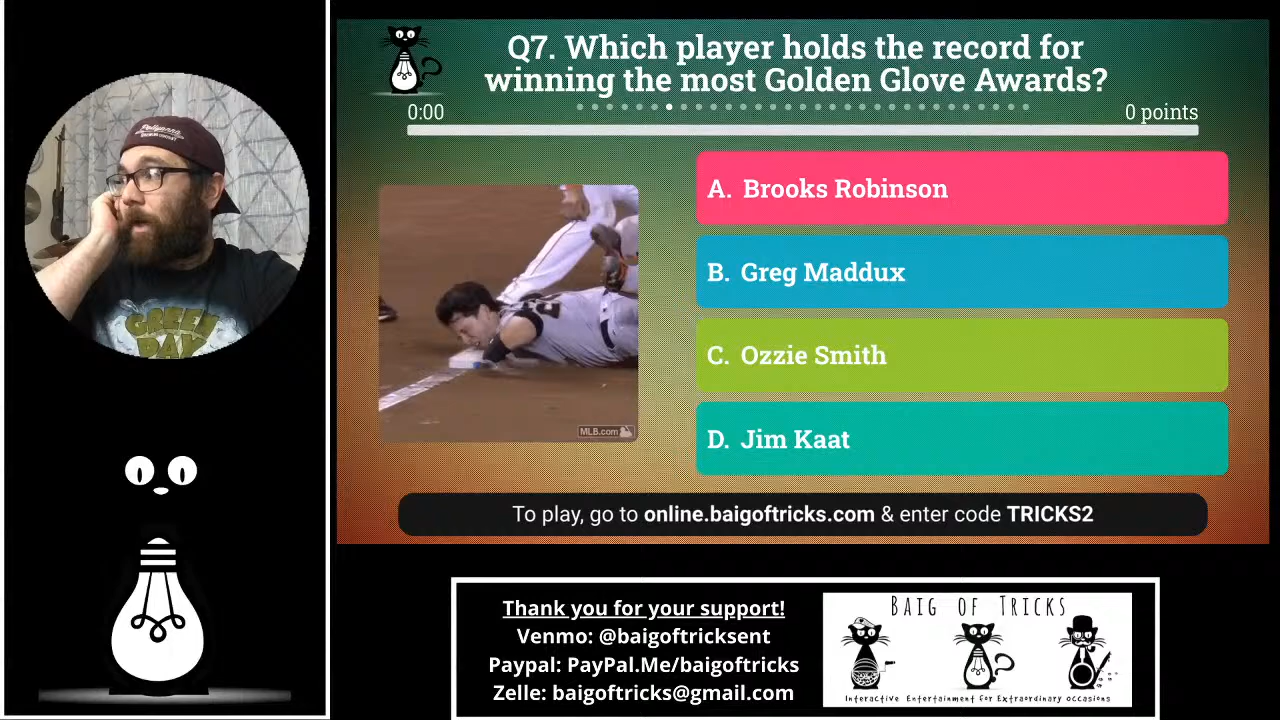 Q7. Which player holds the record for
winning the most Golden Glove Awards?
0:00
0 points
A. Brooks Robinson
B. Greg Maddux
C. Ozzie Smith
D. Jim Kaat
MLB.com
To play, go to online.baigoftricks.com & enter code TRICKS2
GREEN
DAY
Thank you for your support!
Venmo: @baigoftricksent
Paypal: PayPal.Me/baigoftricks
Zelle: baigoftricks@gmail.com
BAIG OF TRICKS
Interactive Entertainment for Extraordinary occasions